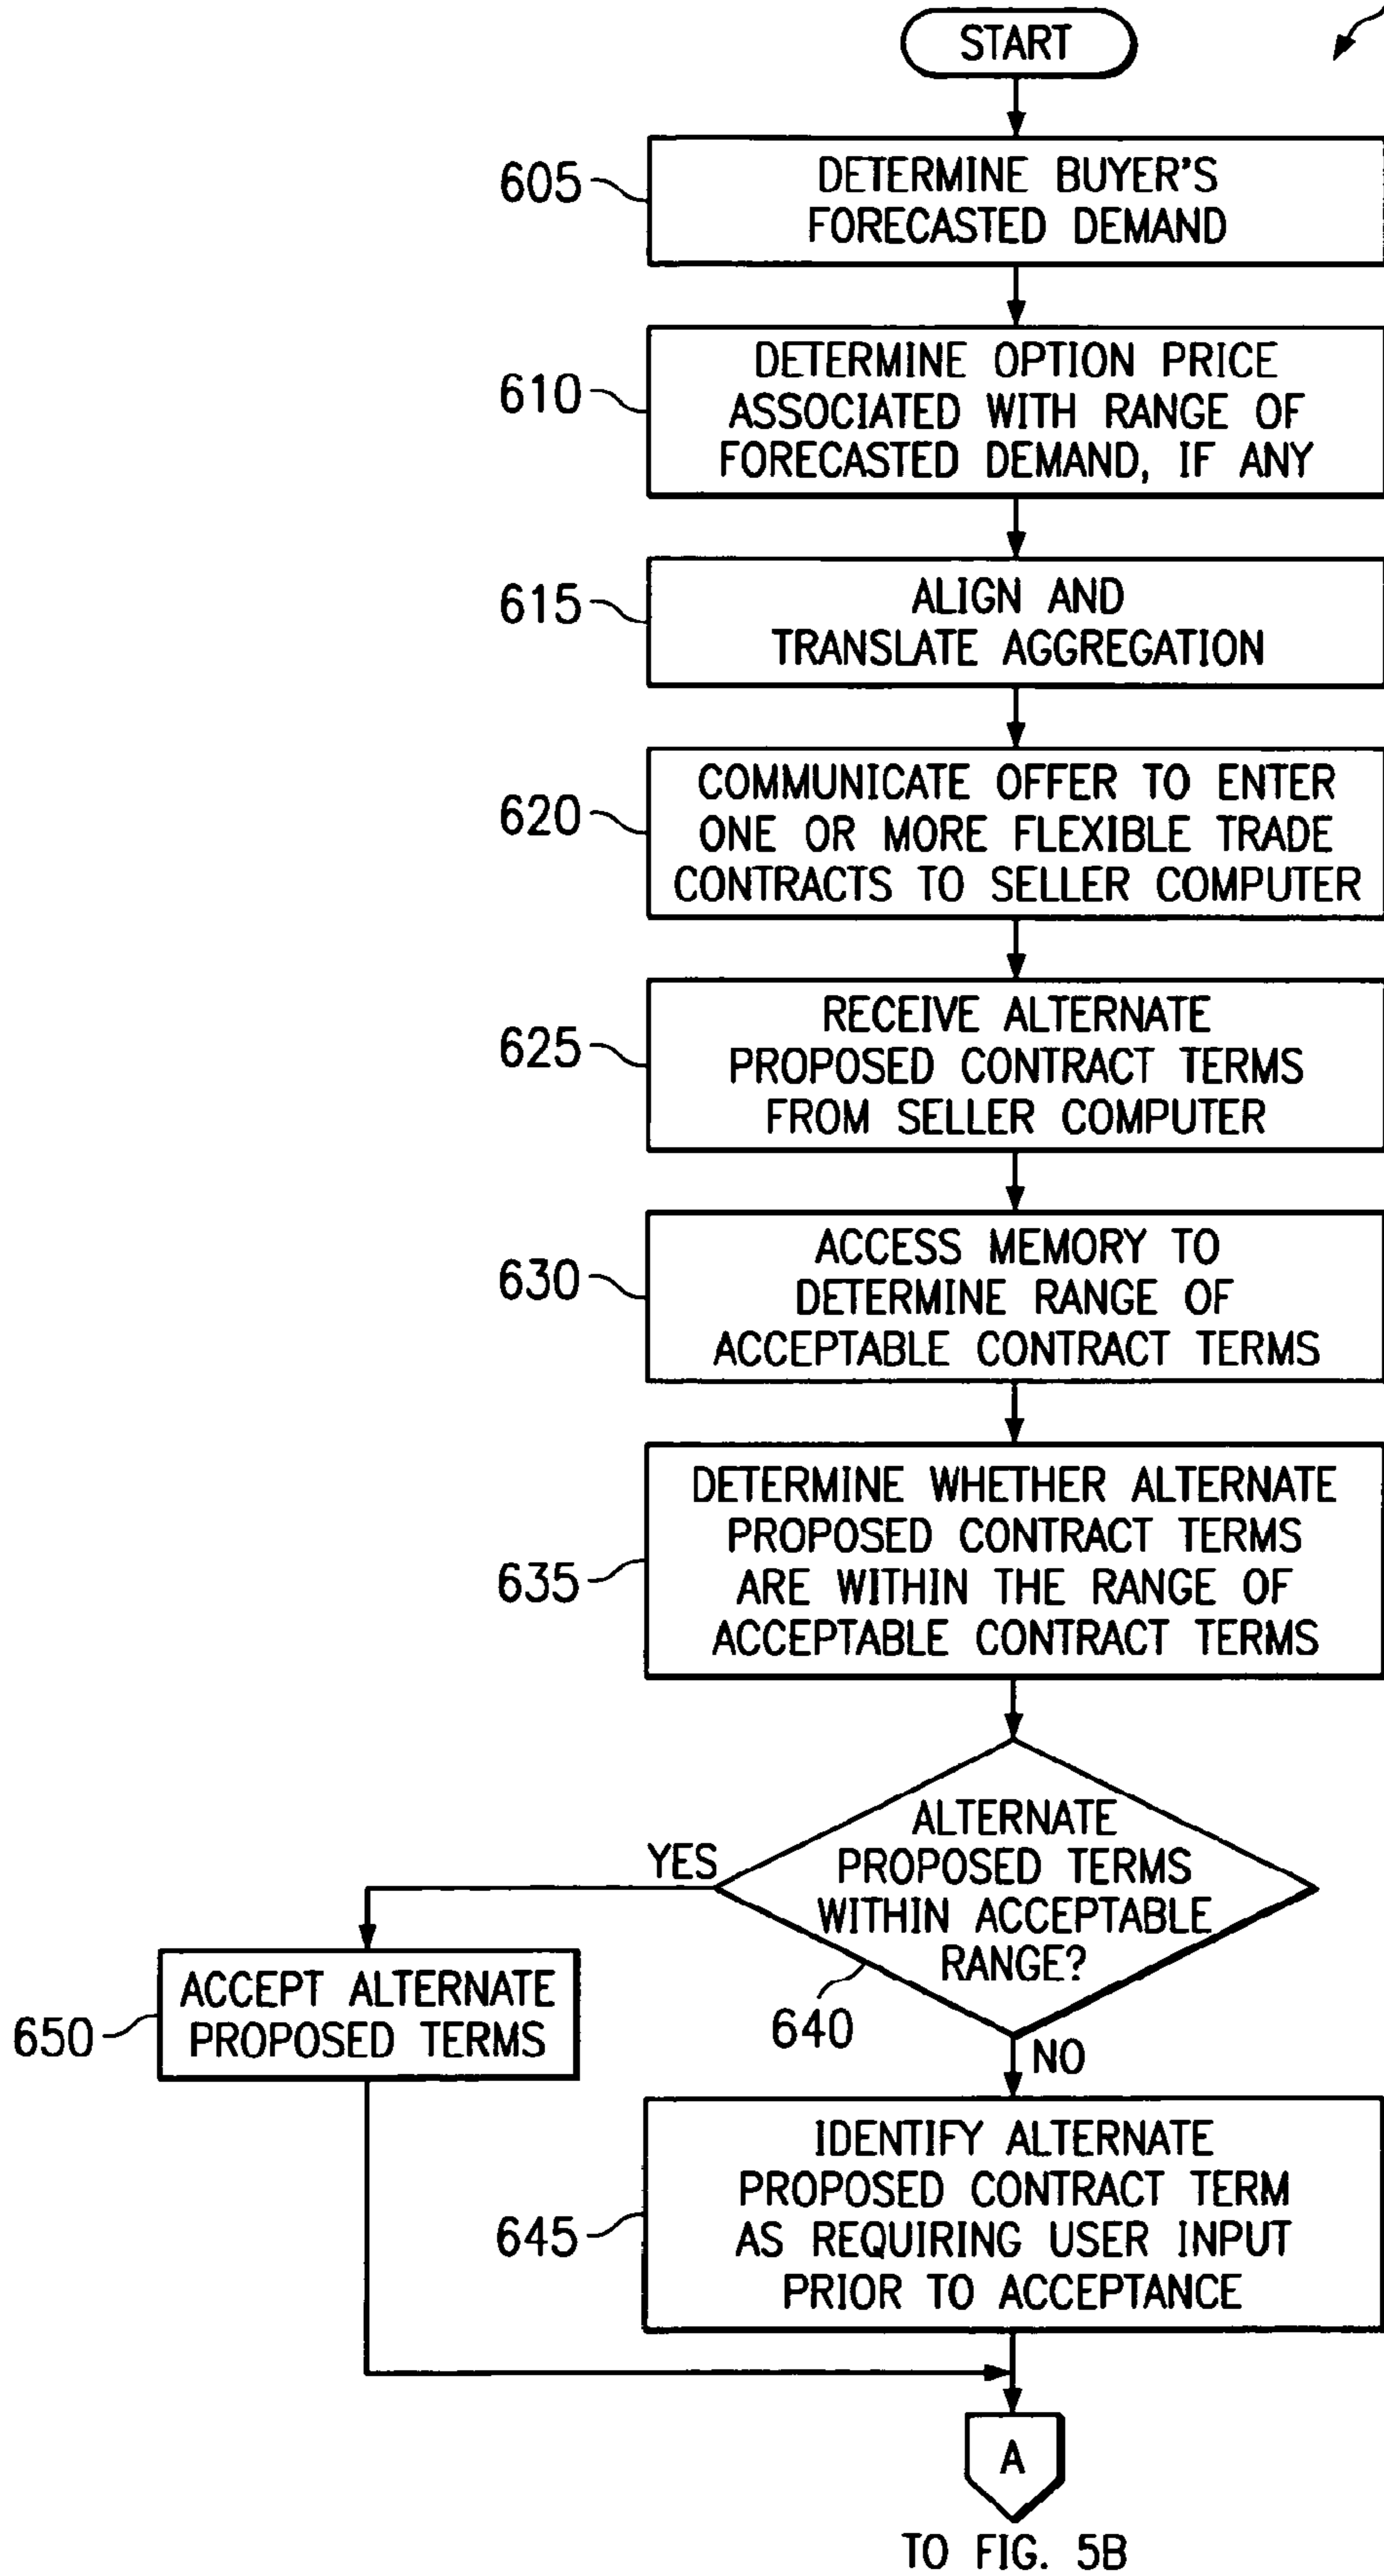 START
605
DETERMINE BUYER'S
FORECASTED DEMAND
610
DETERMINE OPTION PRICE
ASSOCIATED WITH RANGE OF
FORECASTED DEMAND, IF ANY
615
ALIGN AND
TRANSLATE AGGREGATION
620
COMMUNICATE OFFER TO ENTER
ONE OR MORE FLEXIBLE TRADE
CONTRACTS TO SELLER COMPUTER
625
RECEIVE ALTERNATE
PROPOSED CONTRACT TERMS
FROM SELLER COMPUTER
630
ACCESS MEMORY TO
DETERMINE RANGE OF
ACCEPTABLE CONTRACT TERMS
635
DETERMINE WHETHER ALTERNATE
PROPOSED CONTRACT TERMS
ARE WITHIN THE RANGE OF
ACCEPTABLE CONTRACT TERMS
ALTERNATE
PROPOSED TERMS
WITHIN ACCEPTABLE
RANGE?
640
YES
650
ACCEPT ALTERNATE
PROPOSED TERMS
NO
645
IDENTIFY ALTERNATE
PROPOSED CONTRACT TERM
AS REQUIRING USER INPUT
PRIOR TO ACCEPTANCE
A
TO FIG. 5B